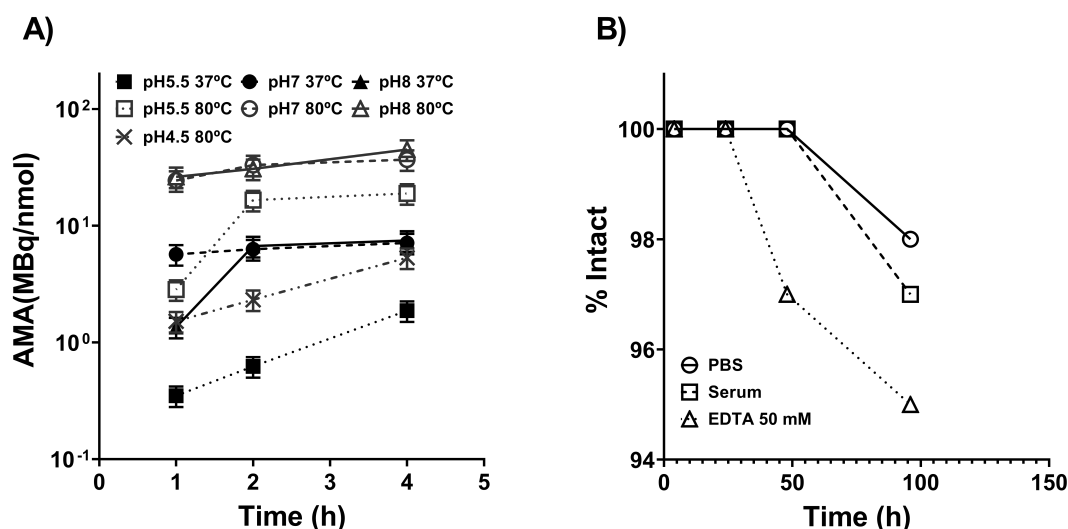 A)
B)
pH5.5 37ºC pH7 37ºC pH8 37ºC
pH5.5 80ºC pH7 80ºC pH8 80ºC
pH4.5 80ºC
AMA(MBq/nmol)
10²
10¹
10⁰
10⁻¹
0 1 2 3 4 5
Time (h)
% Intact
100
98
96
94
PBS
Serum
EDTA 50 mM
0 50 100 150
Time (h)